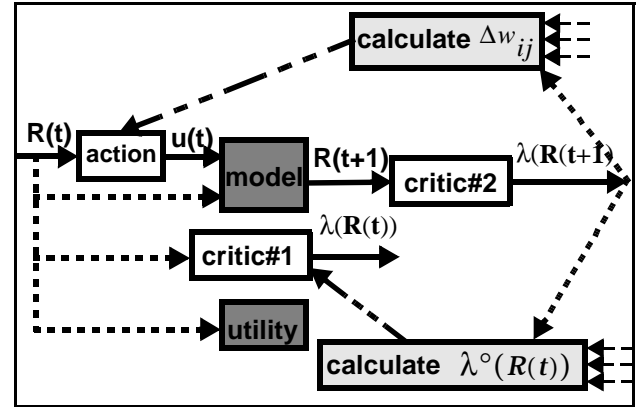 calculate Δw_ij
R(t)
action
u(t)
model
R(t+1)
critic#2
λ(R(t+1)
critic#1
λ(R(t))
utility
calculate λ°(R(t))